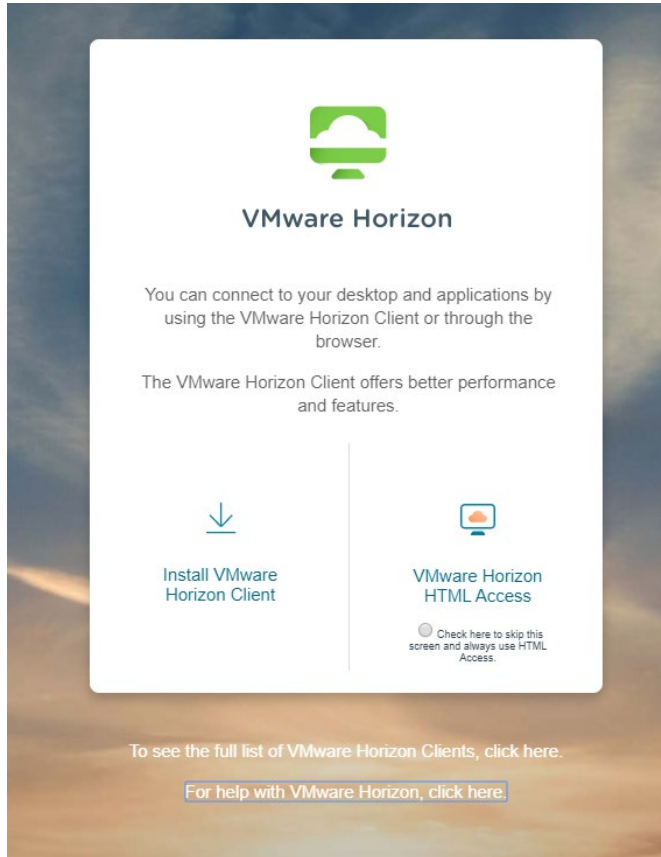 VMware Horizon
You can connect to your desktop and applications by
using the VMware Horizon Client or through the
browser.
The VMware Horizon Client offers better performance
and features.
Install VMware
Horizon Client
VMware Horizon
HTML Access
Check here to skip this
screen and always use HTML
Access.
To see the full list of VMware Horizon Clients, click here.
For help with VMware Horizon, click here.